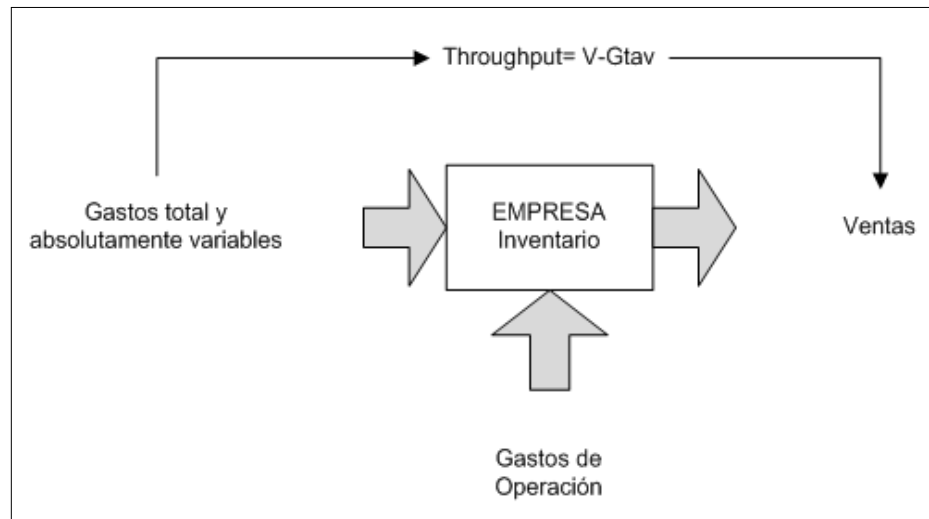 Throughput= V-Gtav
Gastos total y
absolutamente variables
EMPRESA
Inventario
Ventas
Gastos de
Operación